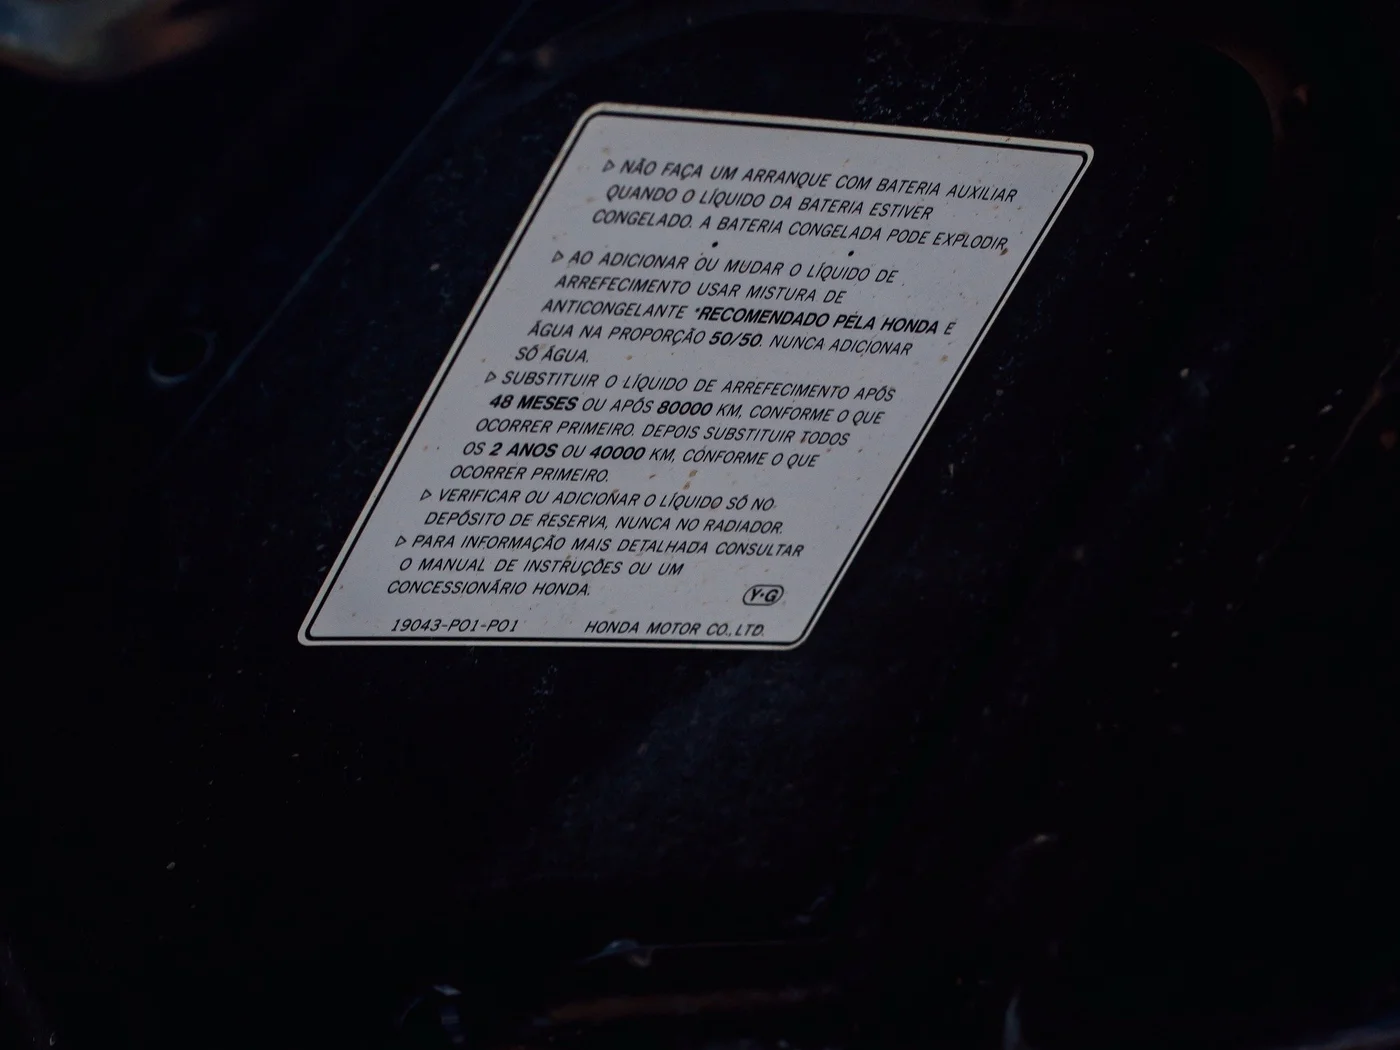 ▷ NÃO FAÇA UM ARRANQUE COM BATERIA AUXILIAR
QUANDO O LÍQUIDO DA BATERIA ESTIVER
CONGELADO. A BATERIA CONGELADA PODE EXPLODIR.
▷ AO ADICIONAR OU MUDAR O LÍQUIDO DE
ARREFECIMENTO USAR MISTURA DE
ANTICONGELANTE *RECOMENDADO PELA HONDA E
ÁGUA NA PROPORÇÃO 50/50. NUNCA ADICIONAR
SÓ ÁGUA.
▷ SUBSTITUIR O LÍQUIDO DE ARREFECIMENTO APÓS
48 MESES OU APÓS 80000 KM, CONFORME O QUE
OCORRER PRIMEIRO. DEPOIS SUBSTITUIR TODOS
OS 2 ANOS OU 40000 KM, CONFORME O QUE
OCORRER PRIMEIRO.
▷ VERIFICAR OU ADICIONAR O LÍQUIDO SÓ NO
DEPÓSITO DE RESERVA, NUNCA NO RADIADOR.
▷ PARA INFORMAÇÃO MAIS DETALHADA CONSULTAR
O MANUAL DE INSTRUÇÕES OU UM
CONCESSIONÁRIO HONDA.
Y·G
19043-P01-P01 HONDA MOTOR CO., LTD.